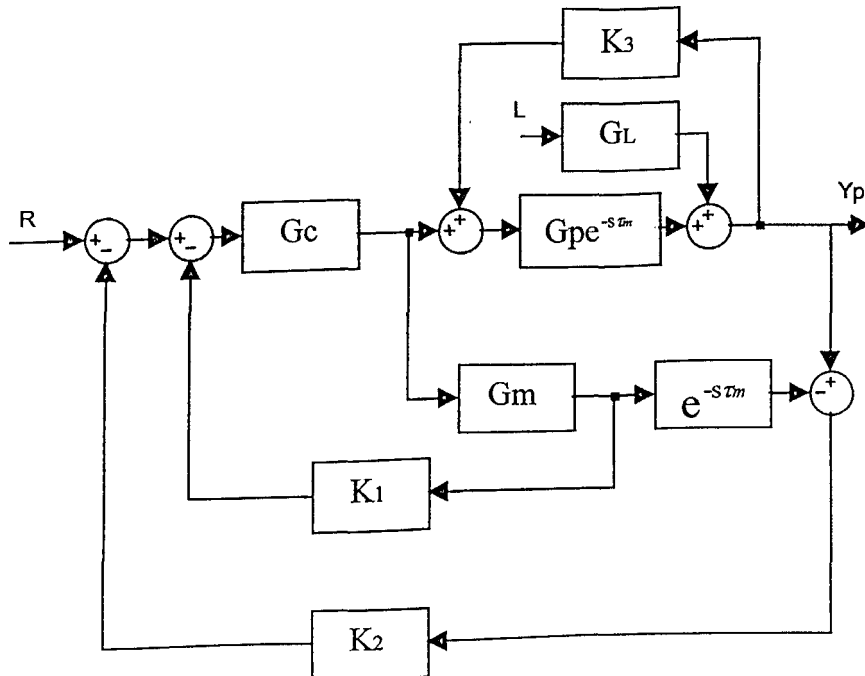 K3
L
GL
Yp
R
+
-
+
-
Gc
+
+
Gpe-sτm
+
+
Gm
e-sτm
-
+
K1
K2